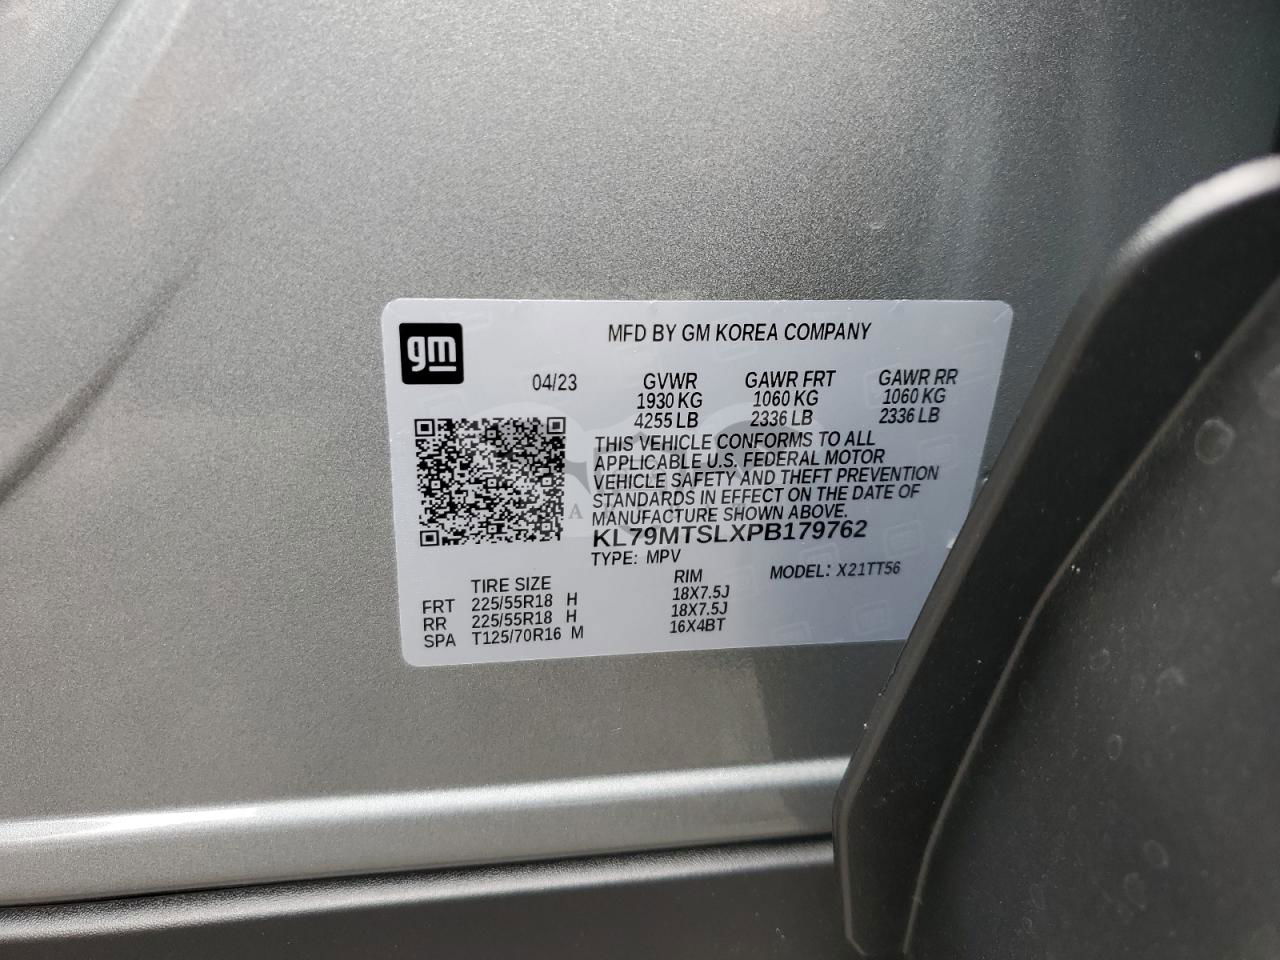 gm
MFD BY GM KOREA COMPANY
04/23 GVWR GAWR FRT GAWR RR
1930 KG 1060 KG 1060 KG
4255 LB 2336 LB 2336 LB
THIS VEHICLE CONFORMS TO ALL
APPLICABLE U.S. FEDERAL MOTOR
VEHICLE SAFETY AND THEFT PREVENTION
STANDARDS IN EFFECT ON THE DATE OF
MANUFACTURE SHOWN ABOVE.
KL79MTSLXPB179762
TYPE: MPV MODEL: X21TT56
TIRE SIZE RIM
FRT 225/55R18 H 18X7.5J
RR 225/55R18 H 18X7.5J
SPA T125/70R16 M 16X4BT